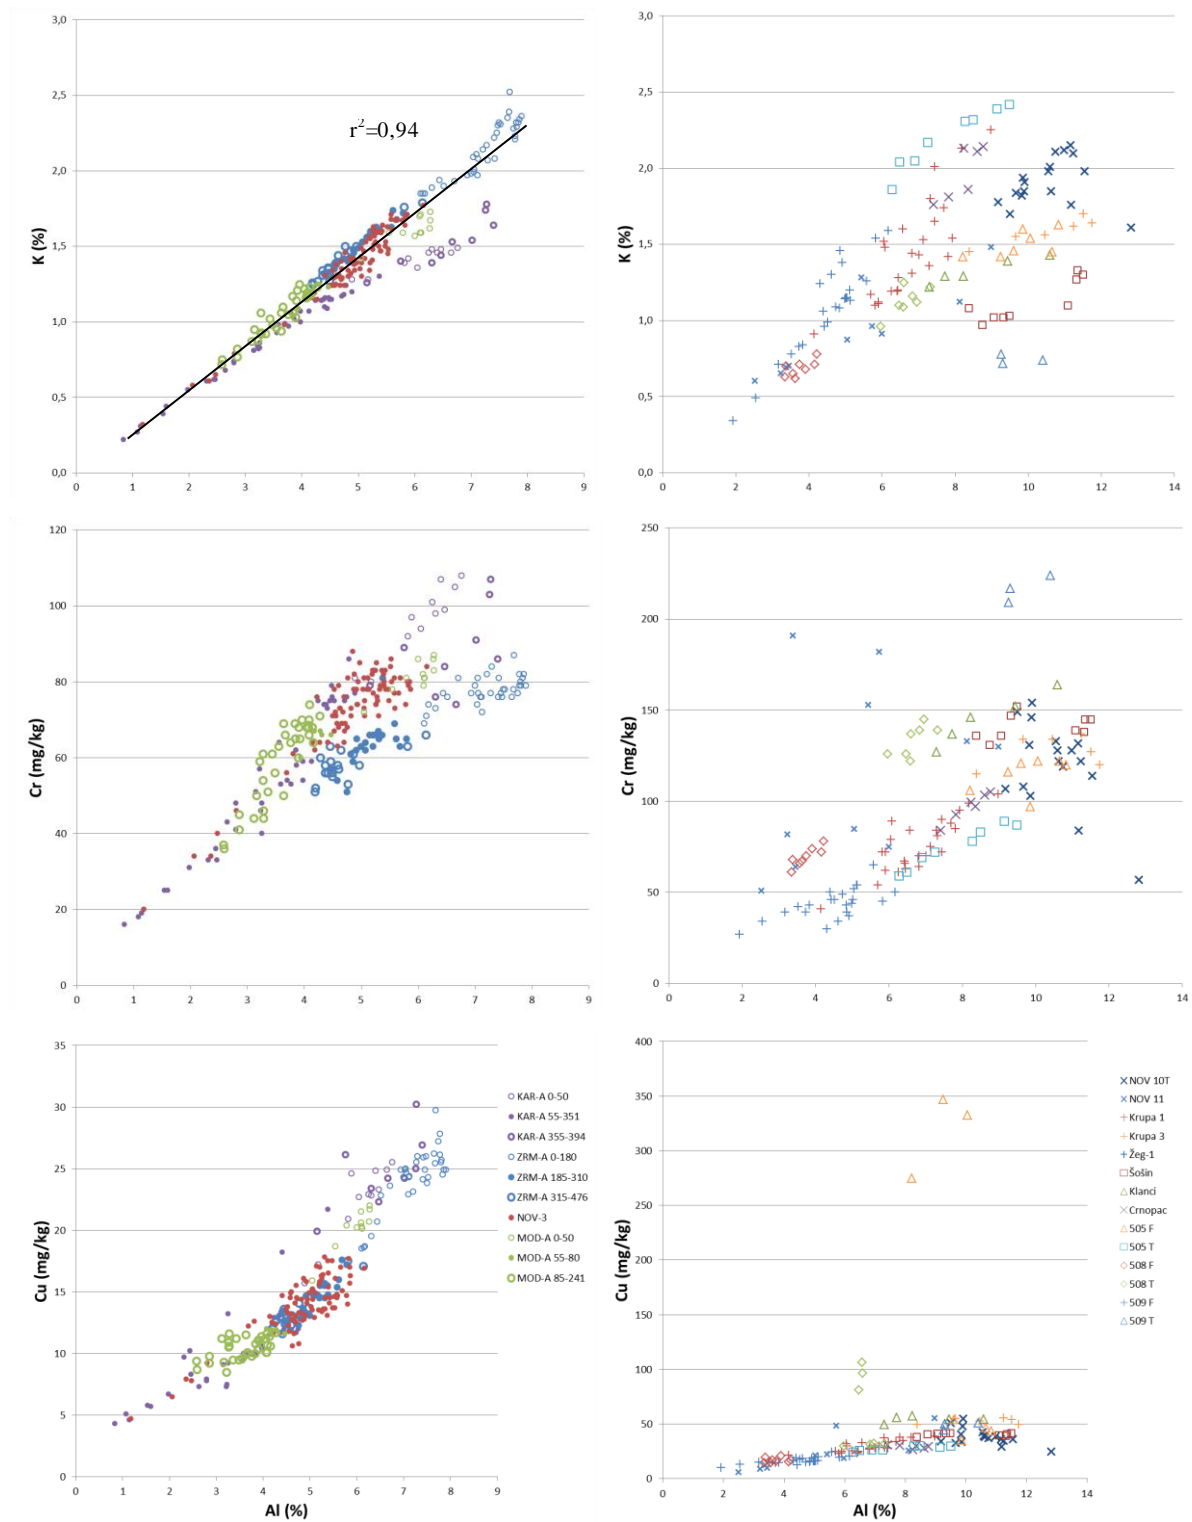 3,0
2,5
2,0
1,5
1,0
0,5
0,0
K (%)
r²=0,94
0 1 2 3 4 5 6 7 8 9
3,0
2,5
2,0
1,5
1,0
0,5
0,0
K (%)
0 2 4 6 8 10 12 14
120
100
80
60
40
20
0
Cr (mg/kg)
0 1 2 3 4 5 6 7 8 9
250
200
150
100
50
0
Cr (mg/kg)
0 2 4 6 8 10 12 14
35
30
25
20
15
10
5
0
Cu (mg/kg)
0 1 2 3 4 5 6 7 8 9
Al (%)
KAR-A 0-50
KAR-A 55-351
KAR-A 355-394
ZRM-A 0-180
ZRM-A 185-310
ZRM-A 315-476
NOV-3
MOD-A 0-50
MOD-A 55-80
MOD-A 85-241
400
350
300
250
200
150
100
50
0
Cu (mg/kg)
0 2 4 6 8 10 12 14
Al (%)
NOV 10T
NOV 11
Krupa 1
Krupa 3
Žeg-1
Šošin
Klanci
Crnopac
505 F
505 T
508 F
508 T
509 F
509 T